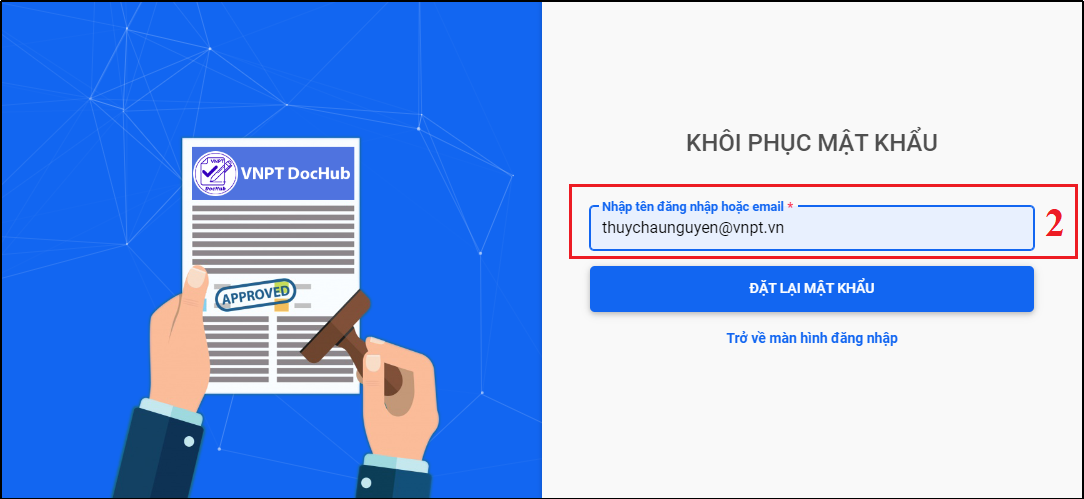 VNPT
DocHub
VNPT DocHub
APPROVED
KHÔI PHỤC MẬT KHẨU
Nhập tên đăng nhập hoặc email *
thuychaunguyen@vnpt.vn
2
ĐẶT LẠI MẬT KHẨU
Trở về màn hình đăng nhập